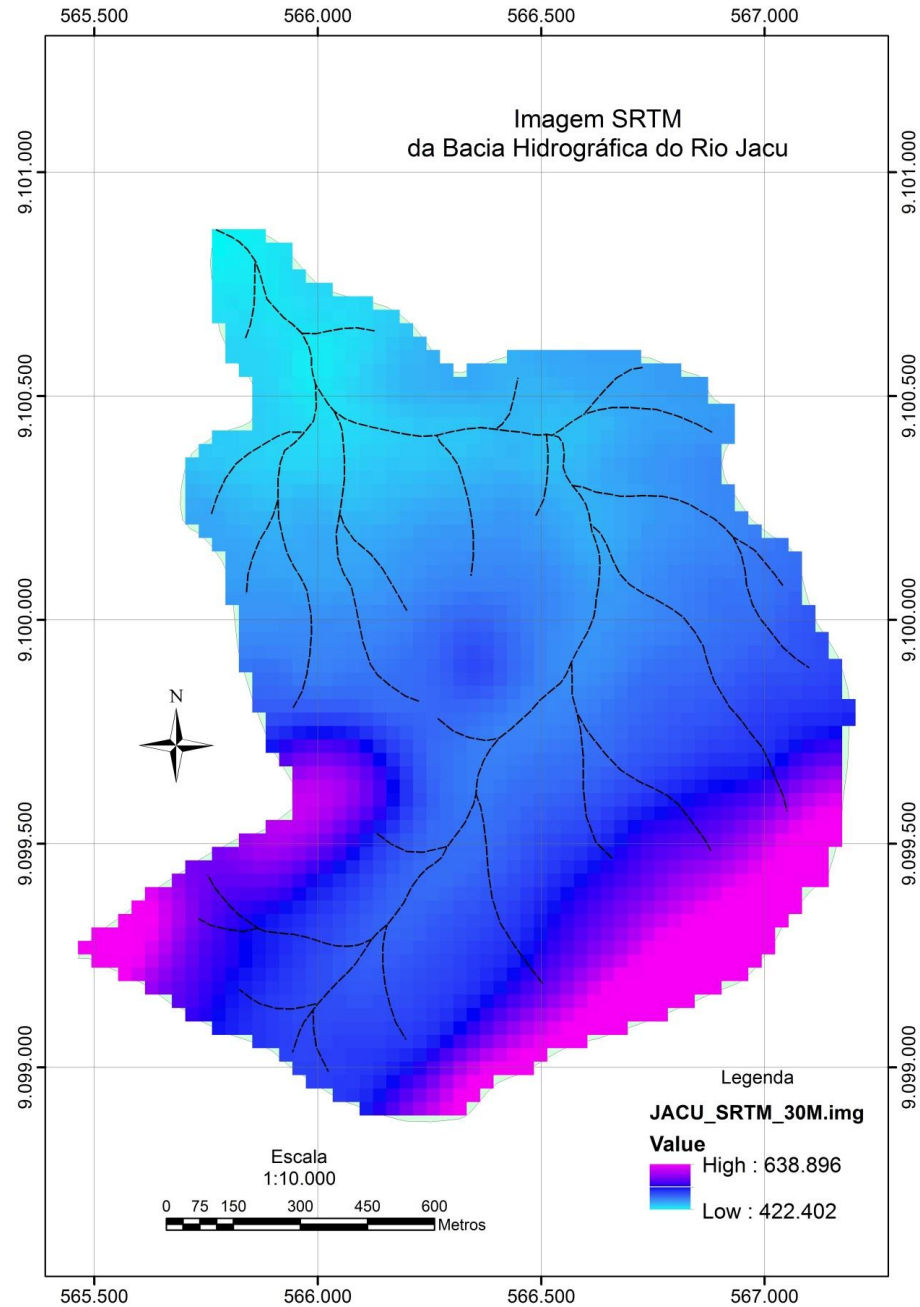 565.500 566.000 566.500 567.000
Imagem SRTM
da Bacia Hidrográfica do Rio Jacu
9.101.000 9.101.000
9.100.500 9.100.500
9.100.000 9.100.000
N
9.099.500 9.099.500
9.099.000 9.099.000
Legenda
JACU_SRTM_30M.img
Value
High : 638.896
Low : 422.402
Escala
1:10.000
0 75 150 300 450 600
Metros
565.500 566.000 566.500 567.000